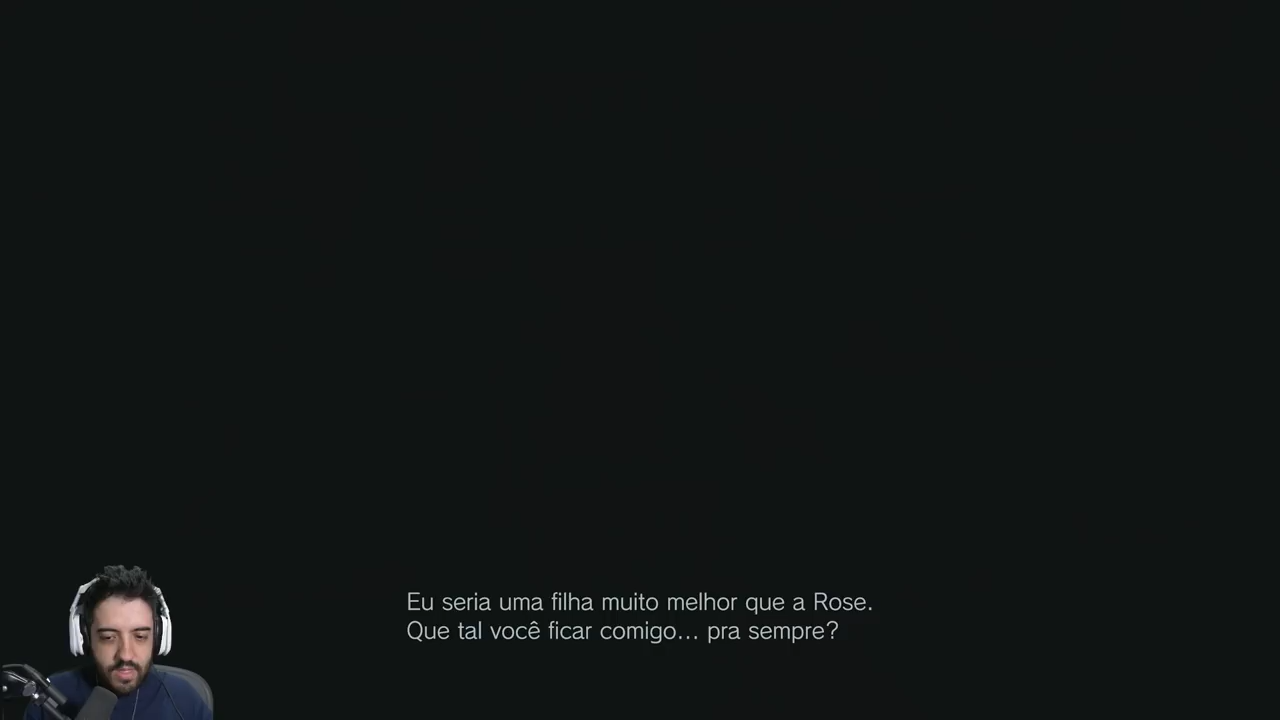 Eu seria uma filha muito melhor que a Rose.
Que tal você ficar comigo... pra sempre?